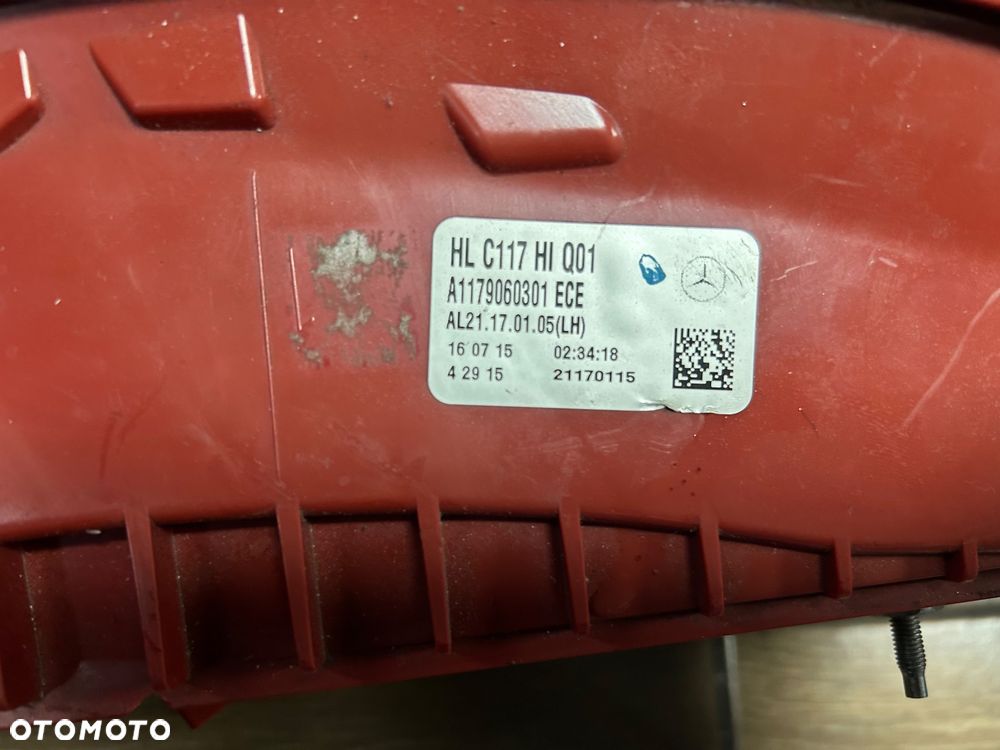 HL C117 HI Q01
A1179060301 ECE
AL21.17.01.05(LH)
16 07 15 02:34:18
4 29 15 21170115
OTOMOTO